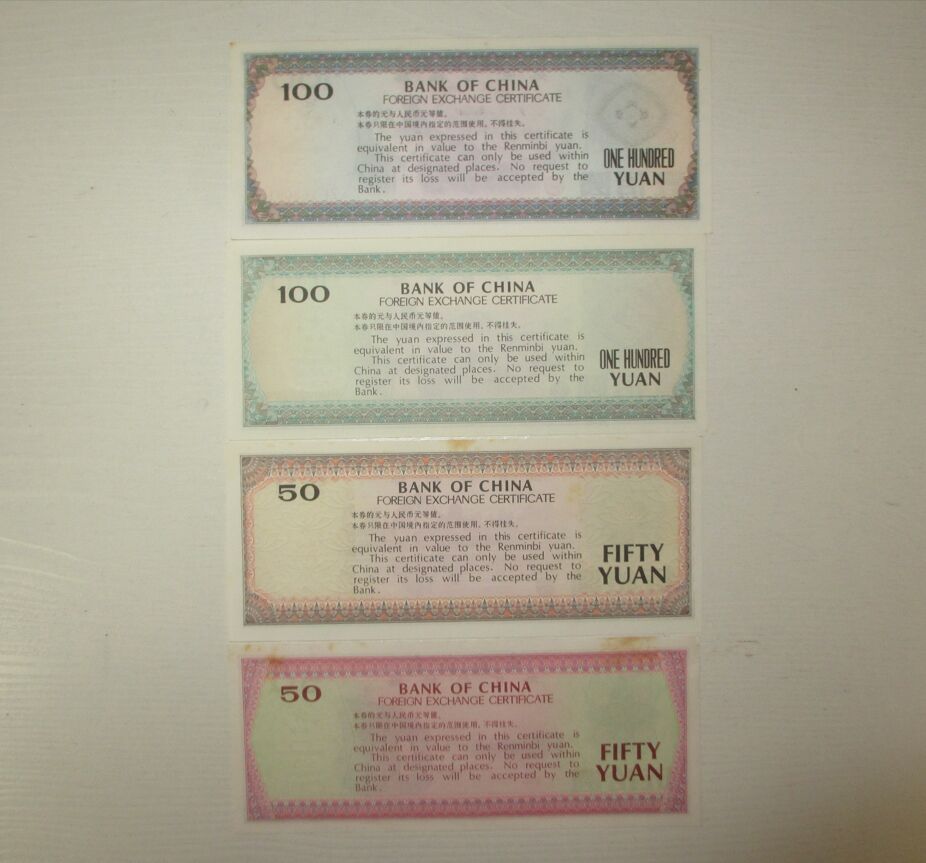 100
BANK OF CHINA
FOREIGN EXCHANGE CERTIFICATE
本券的元与人民币元等值。
本券只限在中国境内指定的范围使用，不得挂失。
The yuan expressed in this certificate is
equivalent in value to the Renminbi yuan.
This certificate can only be used within
China at designated places. No request to
register its loss will be accepted by the
Bank.
ONE HUNDRED
YUAN
100
BANK OF CHINA
FOREIGN EXCHANGE CERTIFICATE
本券的元与人民币元等值。
本券只限在中国境内指定的范围使用，不得挂失。
The yuan expressed in this certificate is
equivalent in value to the Renminbi yuan.
This certificate can only be used within
China at designated places. No request to
register its loss will be accepted by the
Bank.
ONE HUNDRED
YUAN
50
BANK OF CHINA
FOREIGN EXCHANGE CERTIFICATE
本券的元与人民币元等值。
本券只限在中国境内指定的范围使用，不得挂失。
The yuan expressed in this certificate is
equivalent in value to the Renminbi yuan.
This certificate can only be used within
China at designated places. No request to
register its loss will be accepted by the
Bank.
FIFTY
YUAN
50
BANK OF CHINA
FOREIGN EXCHANGE CERTIFICATE
本券的元与人民币元等值。
本券只限在中国境内指定的范围使用，不得挂失。
The yuan expressed in this certificate is
equivalent in value to the Renminbi yuan.
This certificate can only be used within
China at designated places. No request to
register its loss will be accepted by the
Bank.
FIFTY
YUAN